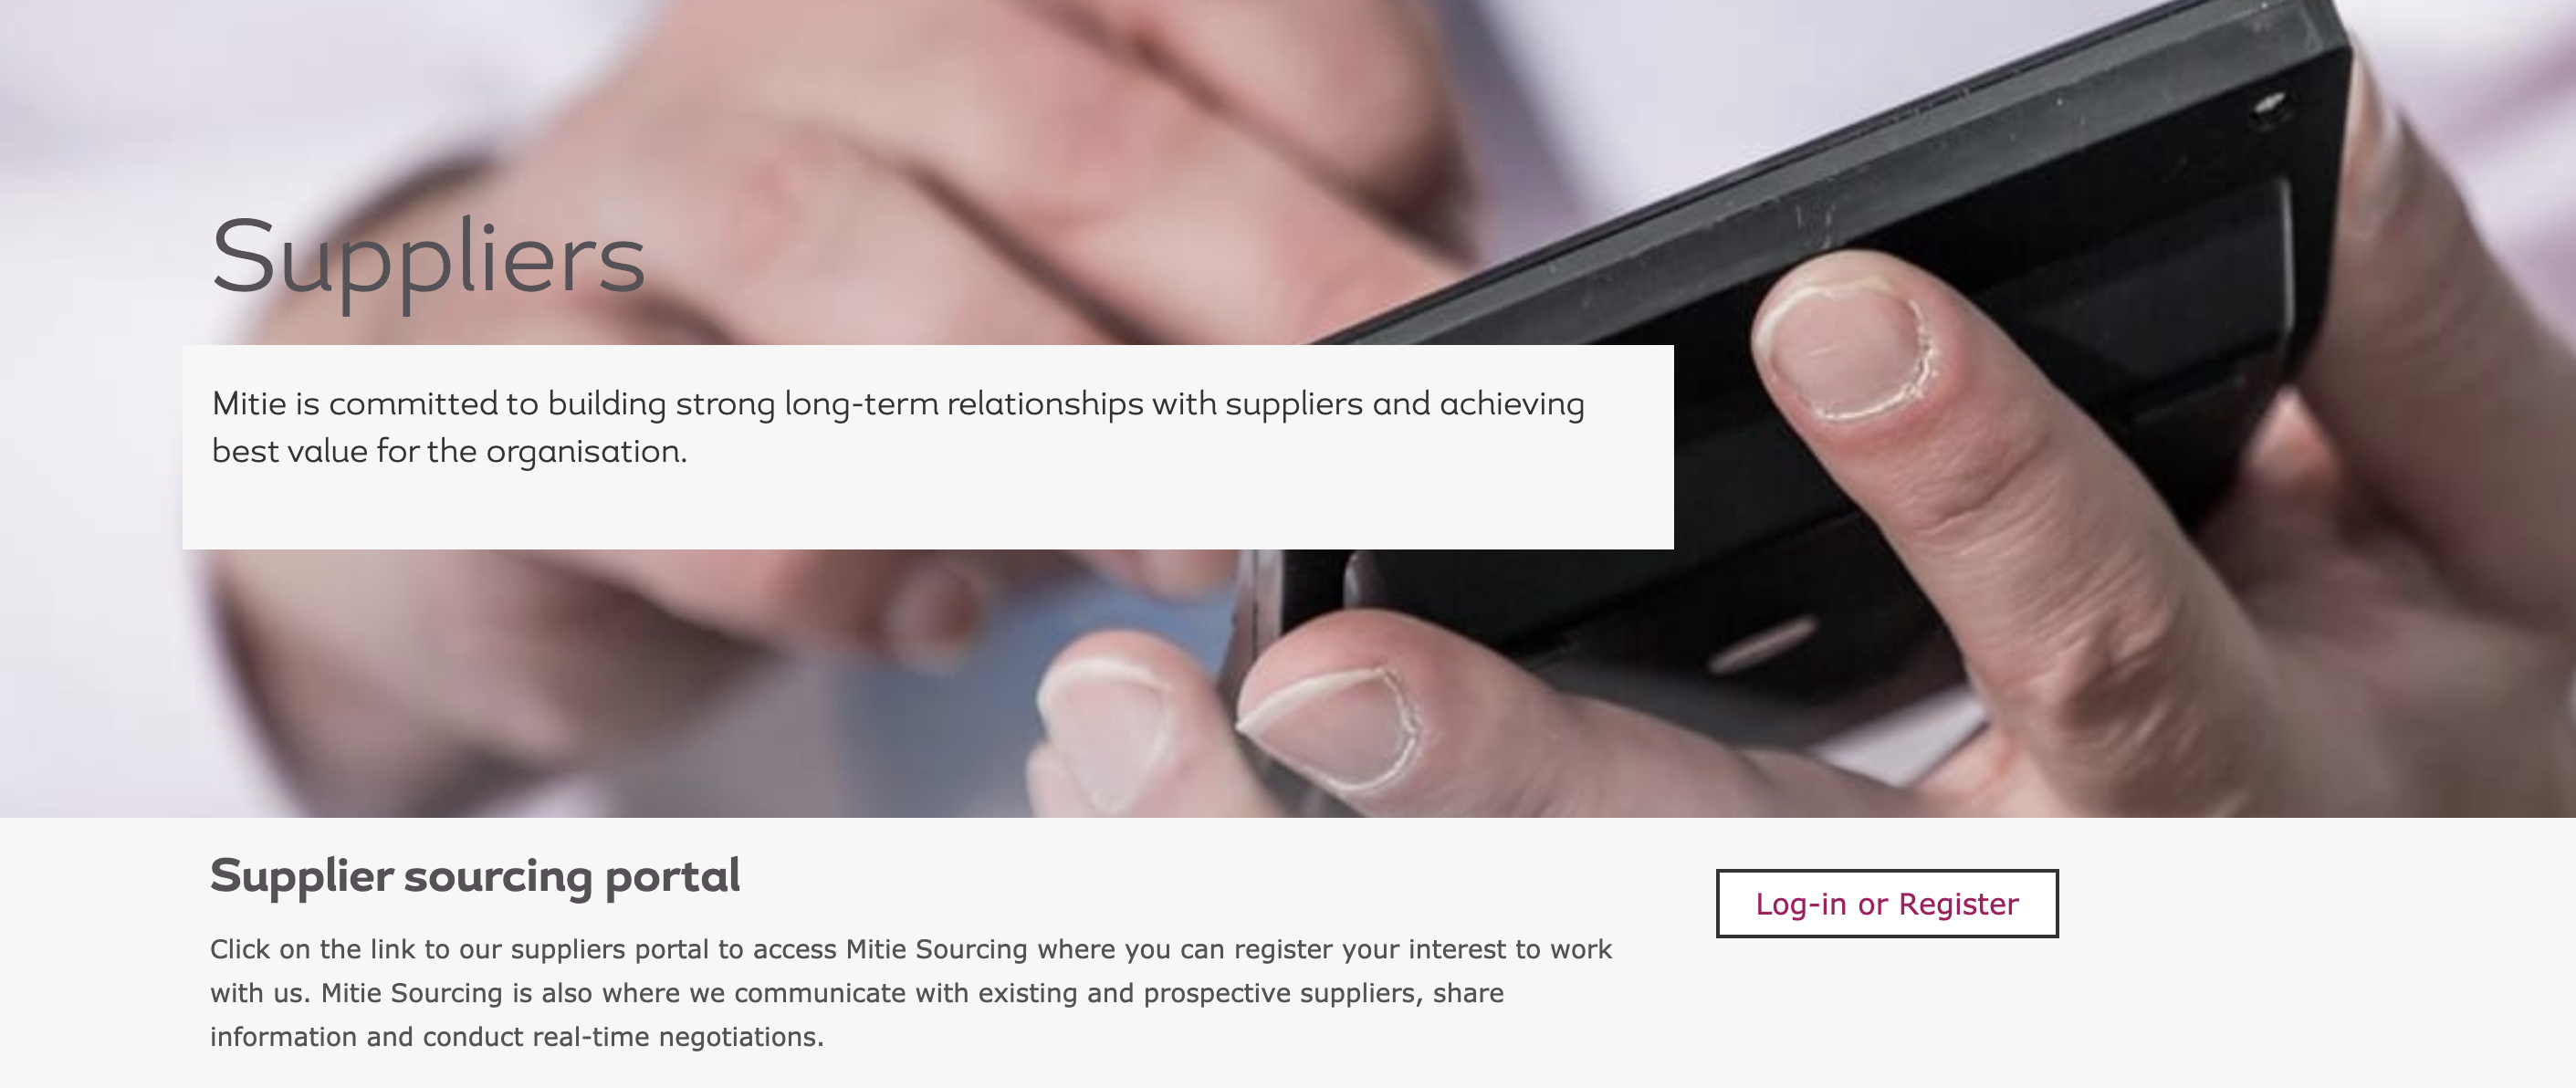 Suppliers
Mitie is committed to building strong long-term relationships with suppliers and achieving
best value for the organisation.
Supplier sourcing portal
Log-in or Register
Click on the link to our suppliers portal to access Mitie Sourcing where you can register your interest to work
with us. Mitie Sourcing is also where we communicate with existing and prospective suppliers, share
information and conduct real-time negotiations.